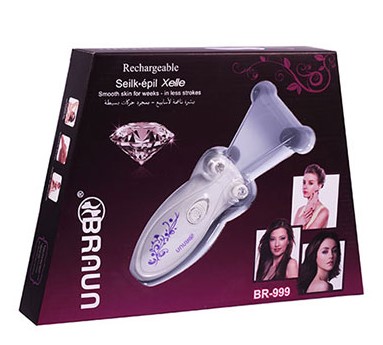 Rechargeable
Seilk·épil Xelle
Smooth skin for weeks - in less strokes
بشرة ناعمة لأسابيع - بمجرد حركات بسيطة
®
BR-999